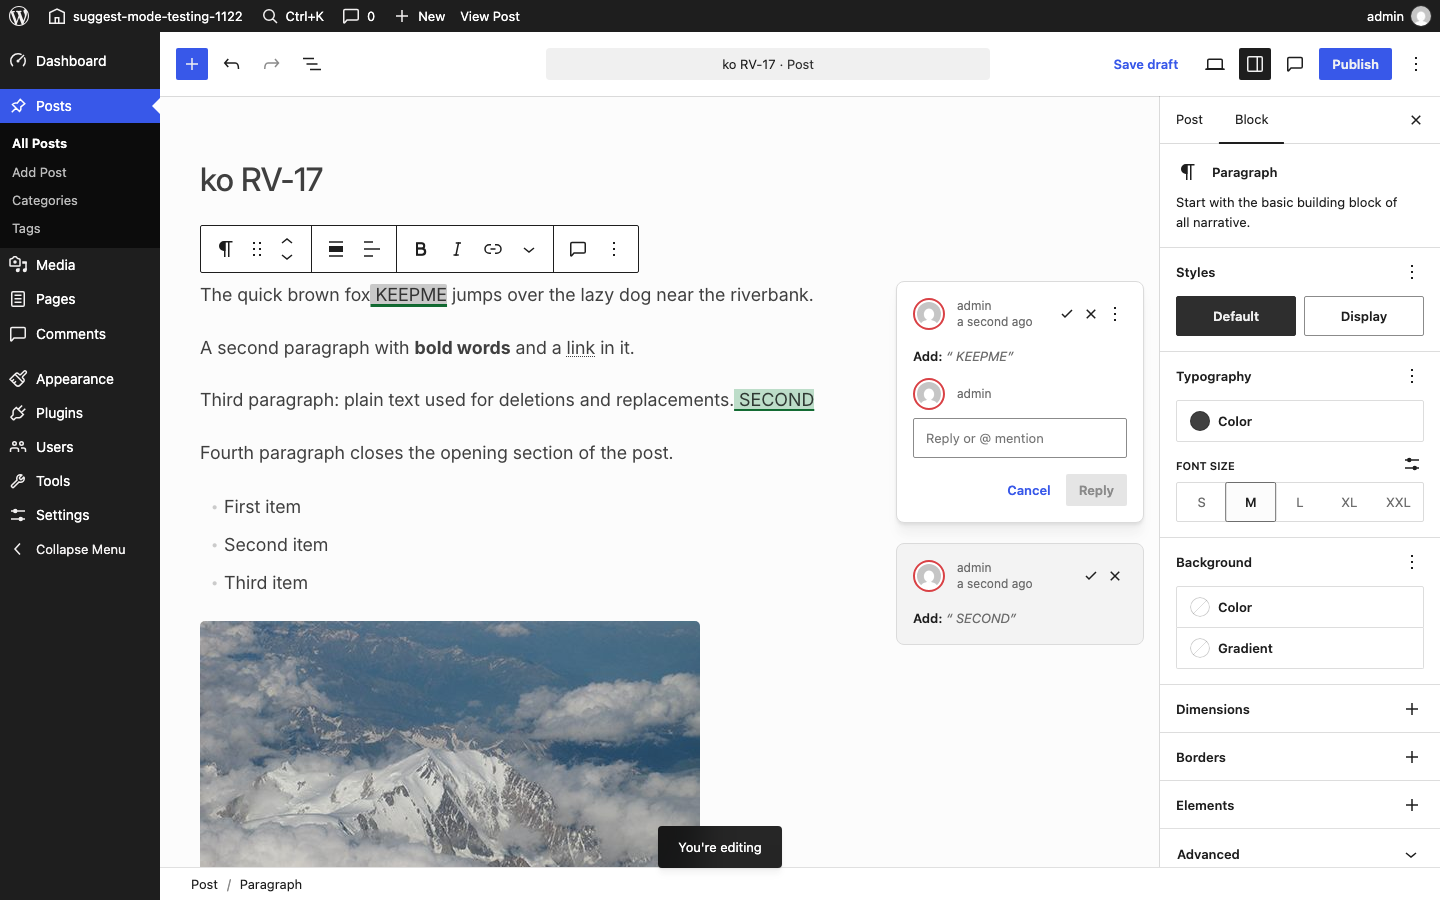 suggest-mode-testing-1122
Ctrl+K
0
New
View Post
admin
Dashboard
Posts
All Posts
Add Post
Categories
Tags
Media
Pages
Comments
Appearance
Plugins
Users
Tools
Settings
Collapse Menu
ko RV-17 · Post
Save draft
Publish
ko RV-17
The quick brown fox KEEPME jumps over the lazy dog near the riverbank.
A second paragraph with bold words and a link in it.
Third paragraph: plain text used for deletions and replacements. SECOND
Fourth paragraph closes the opening section of the post.
• First item
• Second item
• Third item
admin
a second ago
Add: “ KEEPME”
admin
Reply or @ mention
Cancel
Reply
admin
a second ago
Add: “ SECOND”
You're editing
Post / Paragraph
Post
Block
Paragraph
Start with the basic building block of
all narrative.
Styles
Default
Display
Typography
Color
FONT SIZE
S
M
L
XL
XXL
Background
Color
Gradient
Dimensions
Borders
Elements
Advanced